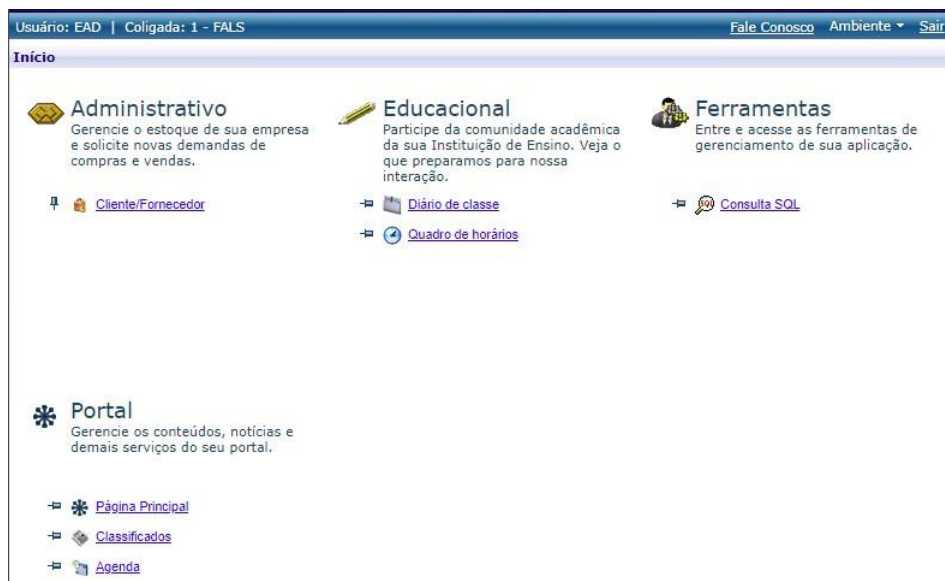 Usuário: EAD | Coligada: 1 - FALS
Fale Conosco Ambiente Sair
Início
Administrativo
Gerencie o estoque de sua empresa
e solicite novas demandas de
compras e vendas.
Cliente/Fornecedor
Educacional
Participe da comunidade acadêmica
da sua Instituição de Ensino. Veja o
que preparamos para nossa
interação.
Diário de classe
Quadro de horários
Ferramentas
Entre e acesse as ferramentas de
gerenciamento de sua aplicação.
Consulta SQL
Portal
Gerencie os conteúdos, notícias e
demais serviços do seu portal.
Página Principal
Classificados
Agenda